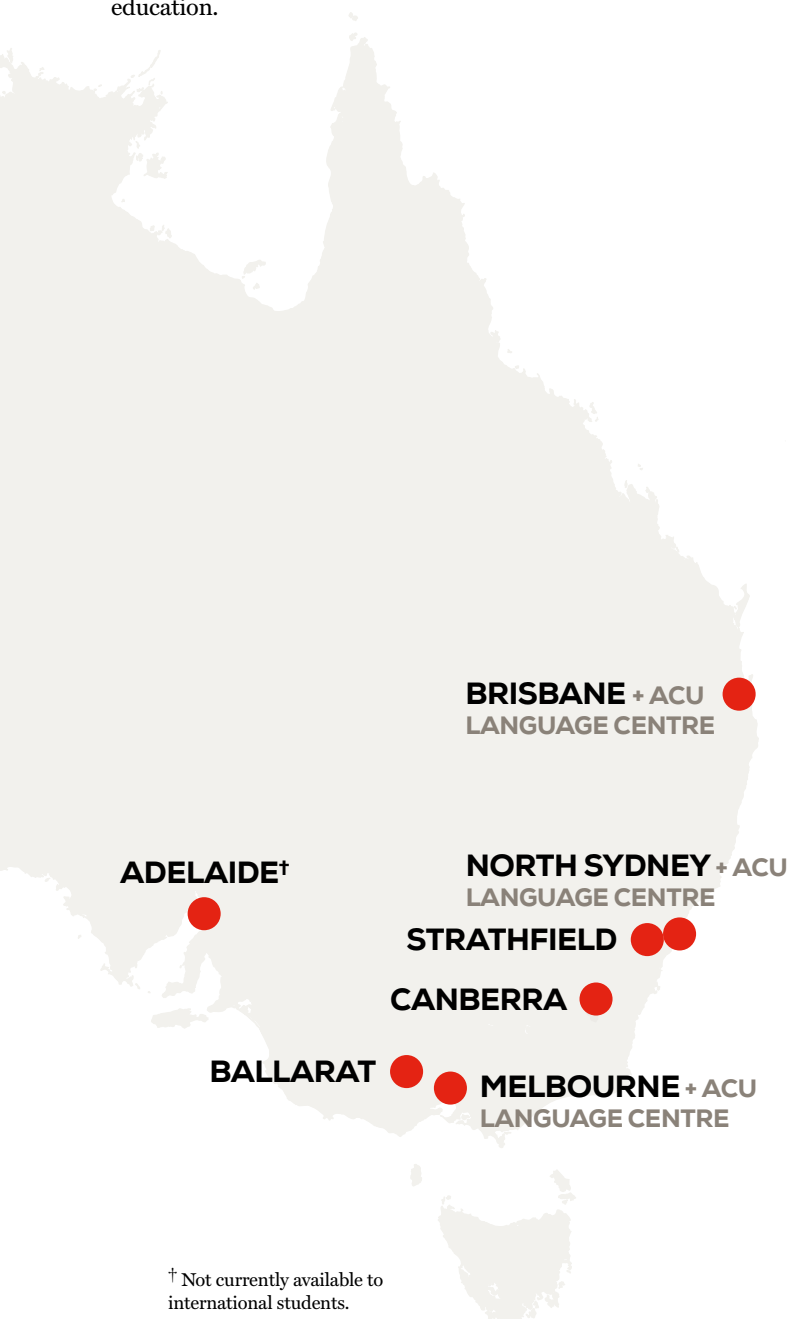 education.
BRISBANE + ACU
LANGUAGE CENTRE
ADELAIDE†
NORTH SYDNEY + ACU
LANGUAGE CENTRE
STRATHFIELD
CANBERRA
BALLARAT
MELBOURNE + ACU
LANGUAGE CENTRE
† Not currently available to
international students.